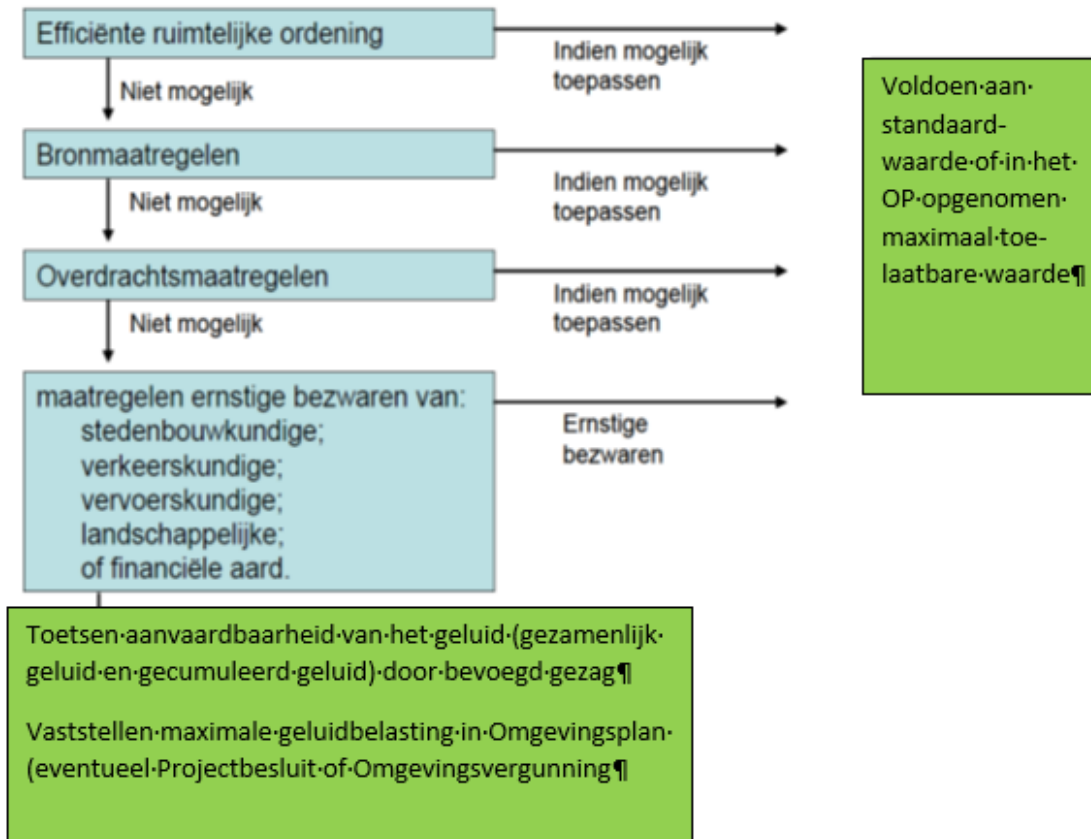 Efficiënte ruimtelijke ordening
Indien mogelijk
toepassen
Niet mogelijk
Voldoen·aan·
standaard-
waarde·of·in·het·
OP·opgenomen·
maximaal·toe-
laatbare·waarde¶
Bronmaatregelen
Indien mogelijk
toepassen
Niet mogelijk
Overdrachtsmaatregelen
Indien mogelijk
toepassen
Niet mogelijk
maatregelen ernstige bezwaren van:
stedenbouwkundige;
verkeerskundige;
vervoerskundige;
landschappelijke;
of financiële aard.
Ernstige
bezwaren
Toetsen·aanvaardbaarheid·van·het·geluid·(gezamenlijk·
geluid·en·gecumuleerd·geluid)·door·bevoegd·gezag¶
Vaststellen·maximale·geluidbelasting·in·Omgevingsplan·
(eventueel·Projectbesluit·of·Omgevingsvergunning¶